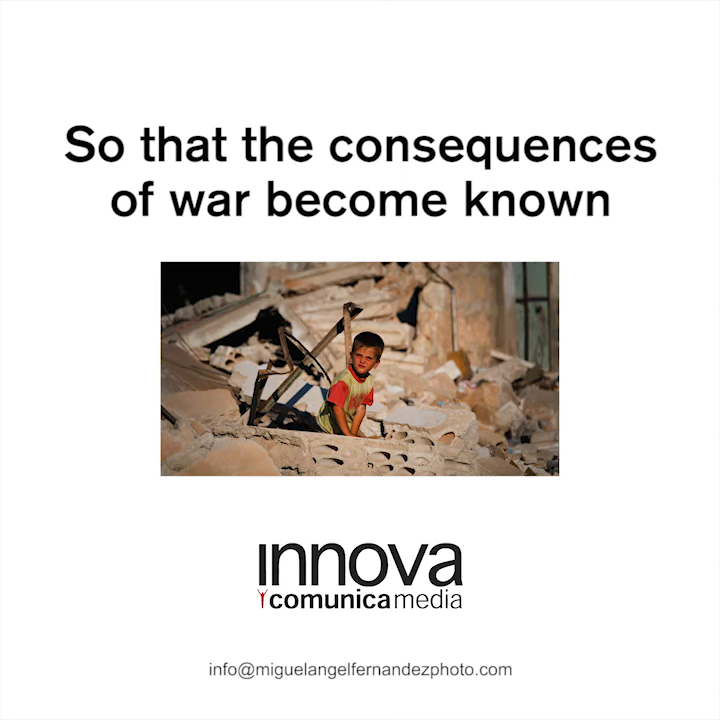 So that the consequences
of war become known
innova
comunicamedia
info@miguelangelfernandezphoto.com